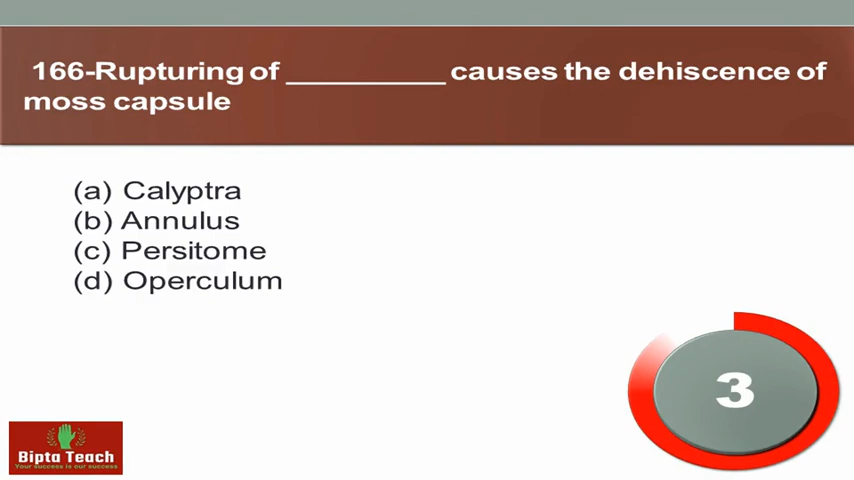 166-Rupturing of __________ causes the dehiscence of
moss capsule
(a) Calyptra
(b) Annulus
(c) Persitome
(d) Operculum
3
Bipta Teach
Your success is our success